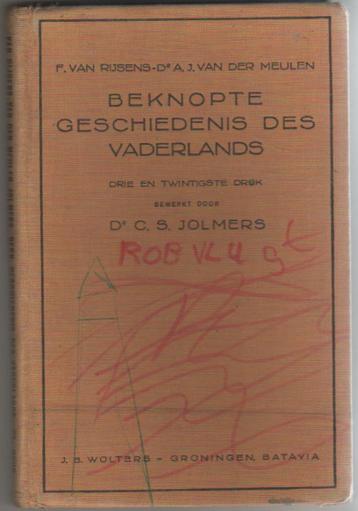 F. VAN RIJSENS-Dr A. J. VAN DER MEULEN
BEKNOPTE
GESCHIEDENIS DES
VADERLANDS
DRIE EN TWINTIGSTE DRUK
BEWERKT DOOR
Dr C. S. JOLMERS
ROB VLUgt
J. B. WOLTERS – GRONINGEN, BATAVIA